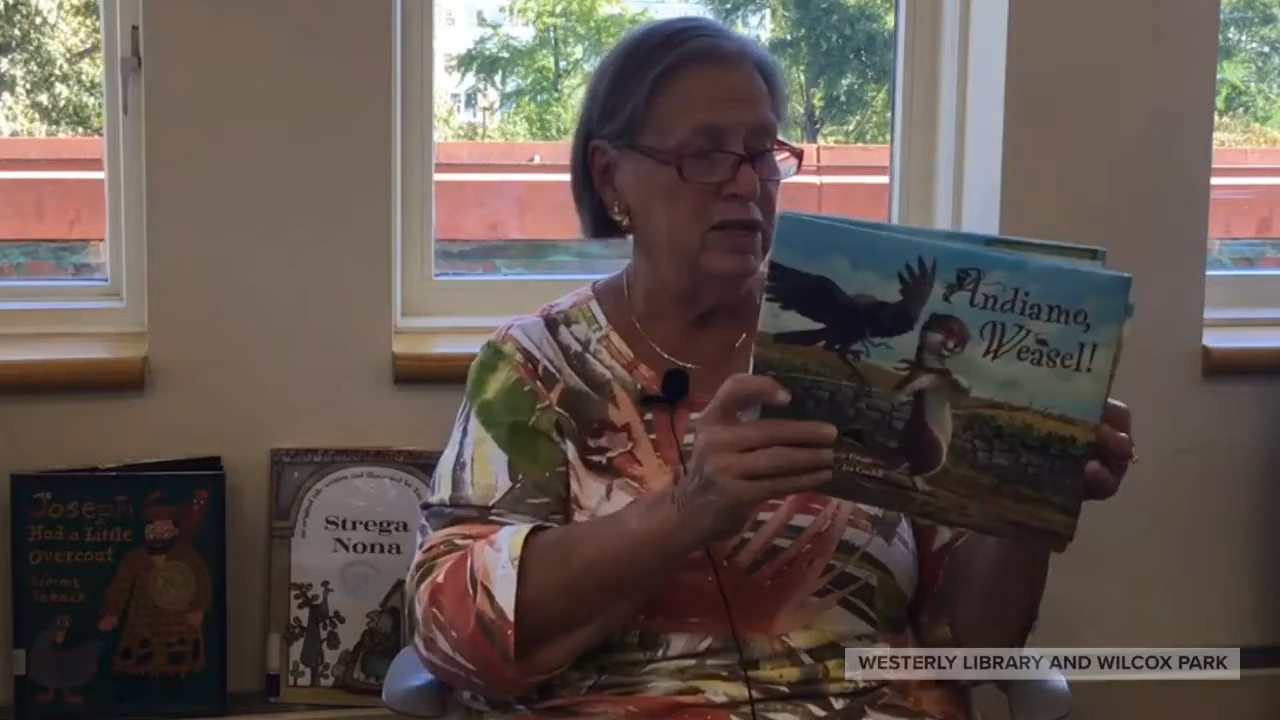 Andiamo,
Weasel!
Joseph
Had a Little
Overcoat
Simms
Taback
Strega
Nona
WESTERLY LIBRARY AND WILCOX PARK